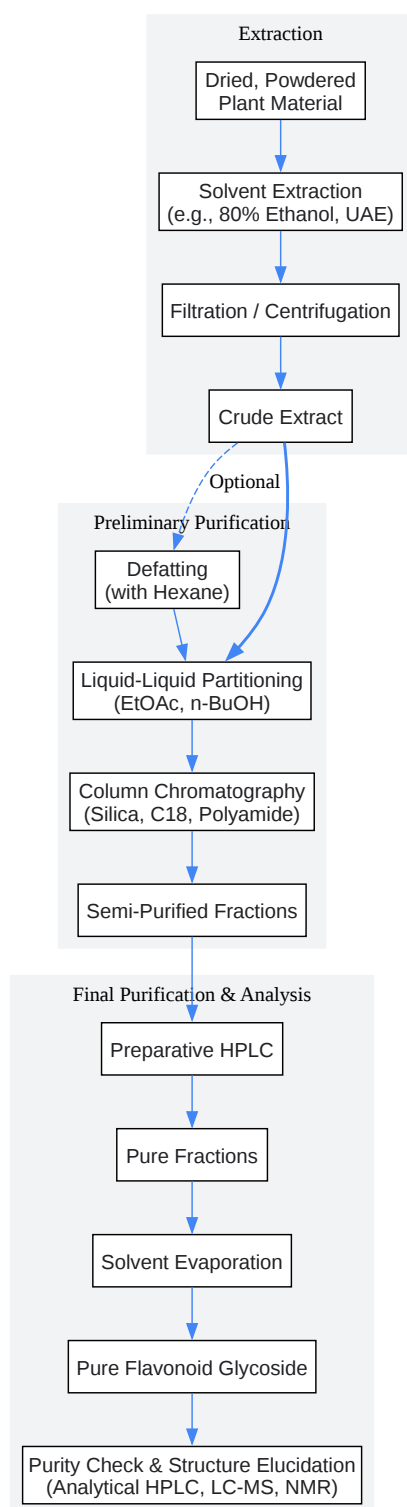 Extraction
Dried, Powdered
Plant Material
Solvent Extraction
(e.g., 80% Ethanol, UAE)
Filtration / Centrifugation
Crude Extract
Optional
Preliminary Purification
Defatting
(with Hexane)
Liquid-Liquid Partitioning
(EtOAc, n-BuOH)
Column Chromatography
(Silica, C18, Polyamide)
Semi-Purified Fractions
Final Purification & Analysis
Preparative HPLC
Pure Fractions
Solvent Evaporation
Pure Flavonoid Glycoside
Purity Check & Structure Elucidation
(Analytical HPLC, LC-MS, NMR)